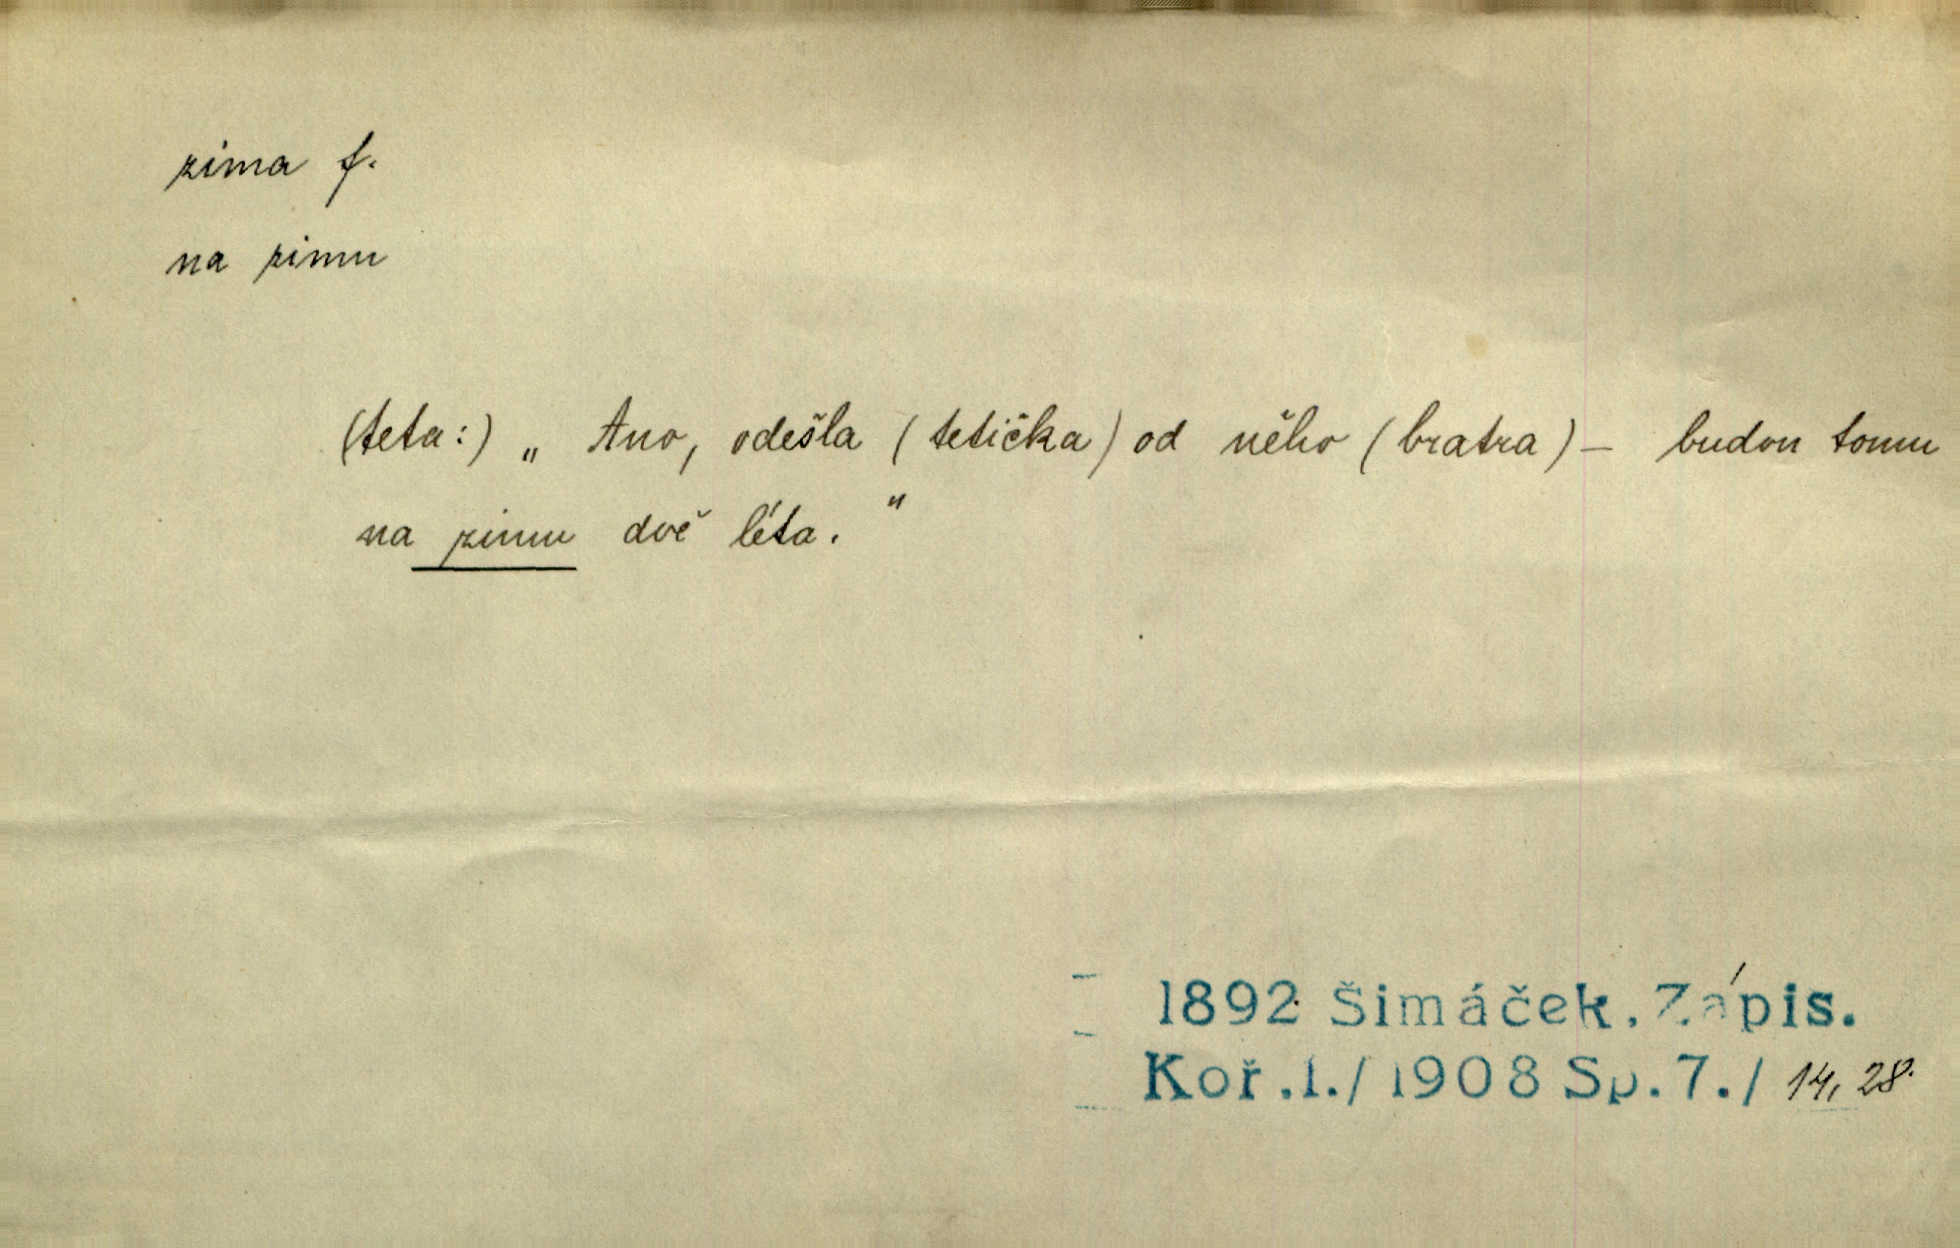 zima f.
na zimu
(teta:) „Ano, odešla (tetička) od něho (bratra) – budou tomu
na zimu dvě léta."
1892 Šimáček. Zápis.
Koř.1./1908 Sp.7./ 14, 28.